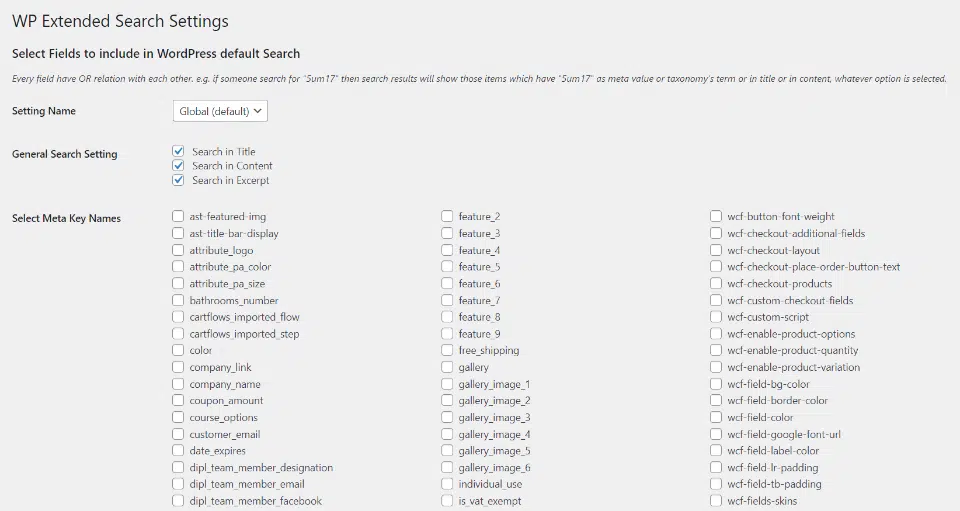 WP Extended Search Settings
Select Fields to include in WordPress default Search
Every field have OR relation with each other. e.g. if someone search for "5um17" then search results will show those items which have "5um17" as meta value or taxonomy's term or in title or in content, whatever option is selected.
Setting Name
Global (default)
General Search Setting
Search in Title
Search in Content
Search in Excerpt
Select Meta Key Names
ast-featured-img
ast-title-bar-display
attribute_logo
attribute_pa_color
attribute_pa_size
bathrooms_number
cartflows_imported_flow
cartflows_imported_step
color
company_link
company_name
coupon_amount
course_options
customer_email
date_expires
dipl_team_member_designation
dipl_team_member_email
dipl_team_member_facebook
feature_2
feature_3
feature_4
feature_5
feature_6
feature_7
feature_8
feature_9
free_shipping
gallery
gallery_image_1
gallery_image_2
gallery_image_3
gallery_image_4
gallery_image_5
gallery_image_6
individual_use
is_vat_exempt
wcf-button-font-weight
wcf-checkout-additional-fields
wcf-checkout-layout
wcf-checkout-place-order-button-text
wcf-checkout-products
wcf-custom-checkout-fields
wcf-custom-script
wcf-enable-product-options
wcf-enable-product-quantity
wcf-enable-product-variation
wcf-field-bg-color
wcf-field-border-color
wcf-field-color
wcf-field-google-font-url
wcf-field-label-color
wcf-field-lr-padding
wcf-field-tb-padding
wcf-fields-skins